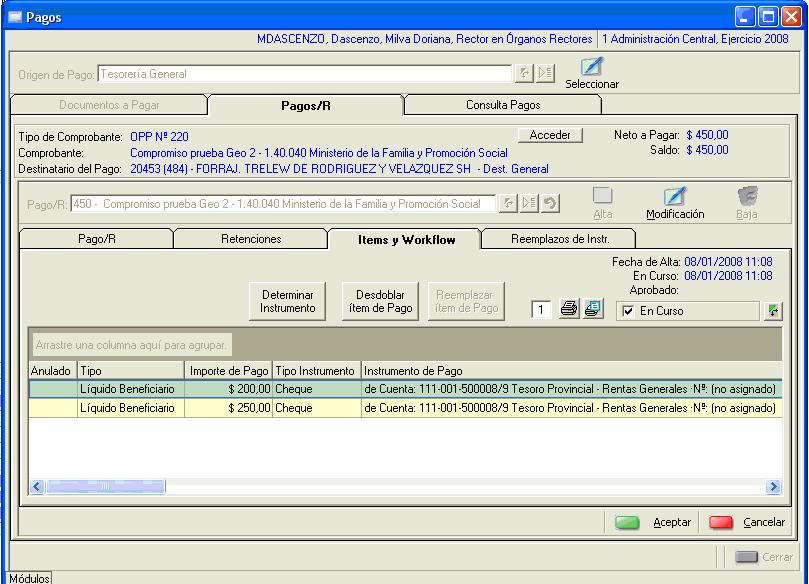 Pagos
MDASCENZO, Dascenzo, Milva Doriana, Rector en Órganos Rectores 1 Administración Central, Ejercicio 2008
Origen de Pago: Tesorería General
Seleccionar
Documentos a Pagar Pagos/R Consulta Pagos
Tipo de Comprobante: OPP Nº 220 Acceder Neto a Pagar: $ 450,00
Comprobante: Compromiso prueba Geo 2 - 1.40.040 Ministerio de la Familia y Promoción Social Saldo: $ 450,00
Destinatario del Pago: 20453 (484) - FORRAJ. TRELEW DE RODRIGUEZ Y VELAZQUEZ SH - Dest. General
Pago/R: 450 - Compromiso prueba Geo 2 - 1.40.040 Ministerio de la Familia y Promoción Social
Alta Modificación Baja
Pago/R Retenciones Items y Workflow Reemplazos de Instr.
Fecha de Alta: 08/01/2008 11:08
En Curso: 08/01/2008 11:08
Aprobado:
Determinar Instrumento Desdoblar ítem de Pago Reemplazar ítem de Pago 1 En Curso
Arrastre una columna aquí para agrupar.
Anulado Tipo Importe de Pago Tipo Instrumento Instrumento de Pago
Líquido Beneficiario $ 200,00 Cheque de Cuenta: 111-001-500008/9 Tesoro Provincial - Rentas Generales -Nº: (no asignado)
Líquido Beneficiario $ 250,00 Cheque de Cuenta: 111-001-500008/9 Tesoro Provincial - Rentas Generales -Nº: (no asignado)
Aceptar Cancelar
Cerrar
Módulos